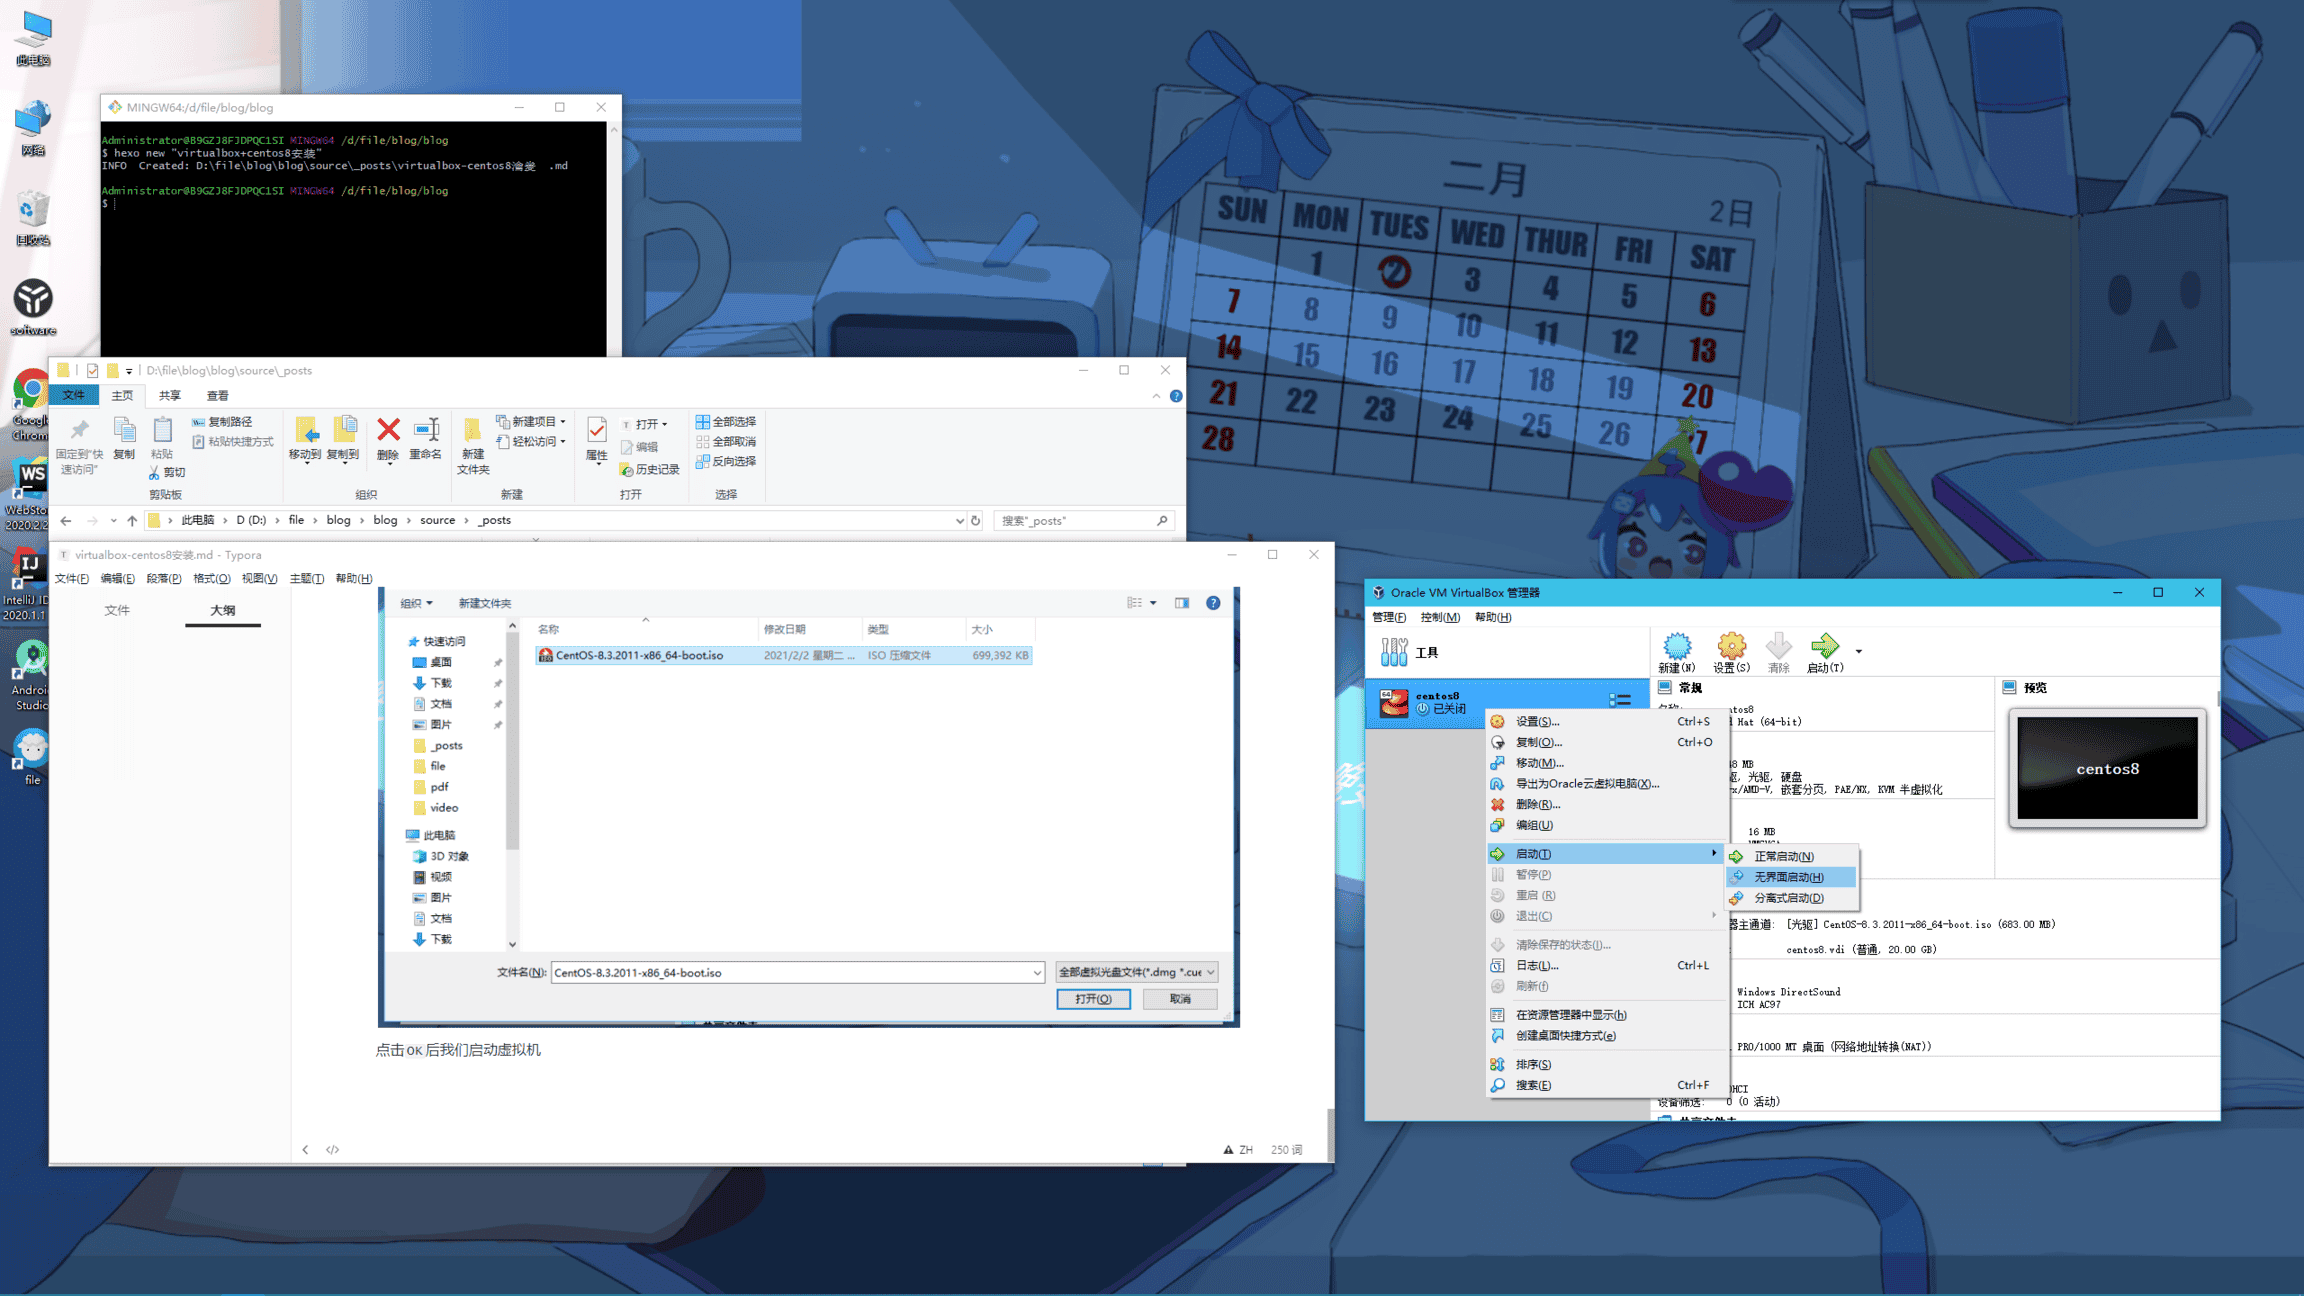 此电脑
网络
回收站
software
Google
Chrom
WebSto
2020.2.2
IntelliJ ID
2020.1.1
Androi
Studio
file
MINGW64:/d/file/blog/blog
Administrator@B9GZJ8FJDPQC1SI MINGW64 /d/file/blog/blog
$ hexo new "virtualbox+centos8安装"
INFO  Created: D:\file\blog\blog\source\_posts\virtualbox-centos8 .md
Administrator@B9GZJ8FJDPQC1SI MINGW64 /d/file/blog/blog
$
二月
2日
SUN MON TUES WED THUR FRI SAT
1 2 3 4 5 6
7 8 9 10 11 12 13
14 15 16 17 18 19 20
21 22 23 24 25 26 27
28
D:\file\blog\blog\source\_posts
文件 主页 共享 查看
固定到"快速访问"
复制
粘贴
复制路径
粘贴快捷方式
剪切
剪贴板
移动到 复制到 删除 重命名
组织
新建
文件夹
新建项目
轻松访问
新建
属性
打开
编辑
历史记录
打开
全部选择
全部取消
反向选择
选择
此电脑 › D (D:) › file › blog › blog › source › _posts
搜索"_posts"
virtualbox-centos8安装.md - Typora
文件(F) 编辑(E) 段落(P) 格式(O) 视图(V) 主题(T) 帮助(H)
文件 大纲
组织 新建文件夹
名称 修改日期 类型 大小
CentOS-8.3.2011-x86_64-boot.iso 2021/2/2 星期二 ... ISO 压缩文件 699,392 KB
快速访问
桌面
下载
文档
图片
_posts
file
pdf
video
此电脑
3D 对象
视频
图片
文档
下载
文件名(N): CentOS-8.3.2011-x86_64-boot.iso 全部虚拟光盘文件(*.dmg *.cue
打开(O) 取消
点击OK后我们启动虚拟机
</> ZH 250 词
Oracle VM VirtualBox 管理器
管理(F) 控制(M) 帮助(H)
工具
新建(N) 设置(S) 清除 启动(T)
64
centos8
已关闭
常规
预览
centos8
设置(S)... Ctrl+S
复制(O)... Ctrl+O
移动(M)...
导出为Oracle云虚拟电脑(X)...
删除(R)...
编组(U)
启动(T)
暂停(P)
重启 (R)
退出(C)
清除保存的状态(I)...
日志(L)... Ctrl+L
刷新(f)
在资源管理器中显示(h)
创建桌面快捷方式(e)
排序(S)
搜索(E) Ctrl+F
正常启动(N)
无界面启动(H)
分离式启动(D)
tos8
Hat (64-bit)
48 MB
光驱, 硬盘
x/AMD-V, 嵌套分页, PAE/NX, KVM 半虚拟化
16 MB
器主通道: [光驱] CentOS-8.3.2011-x86_64-boot.iso (683.00 MB)
centos8.vdi (普通, 20.00 GB)
Windows DirectSound
ICH AC97
PRO/1000 MT 桌面 (网络地址转换(NAT))
HCI
设备筛选: 0 (0 活动)